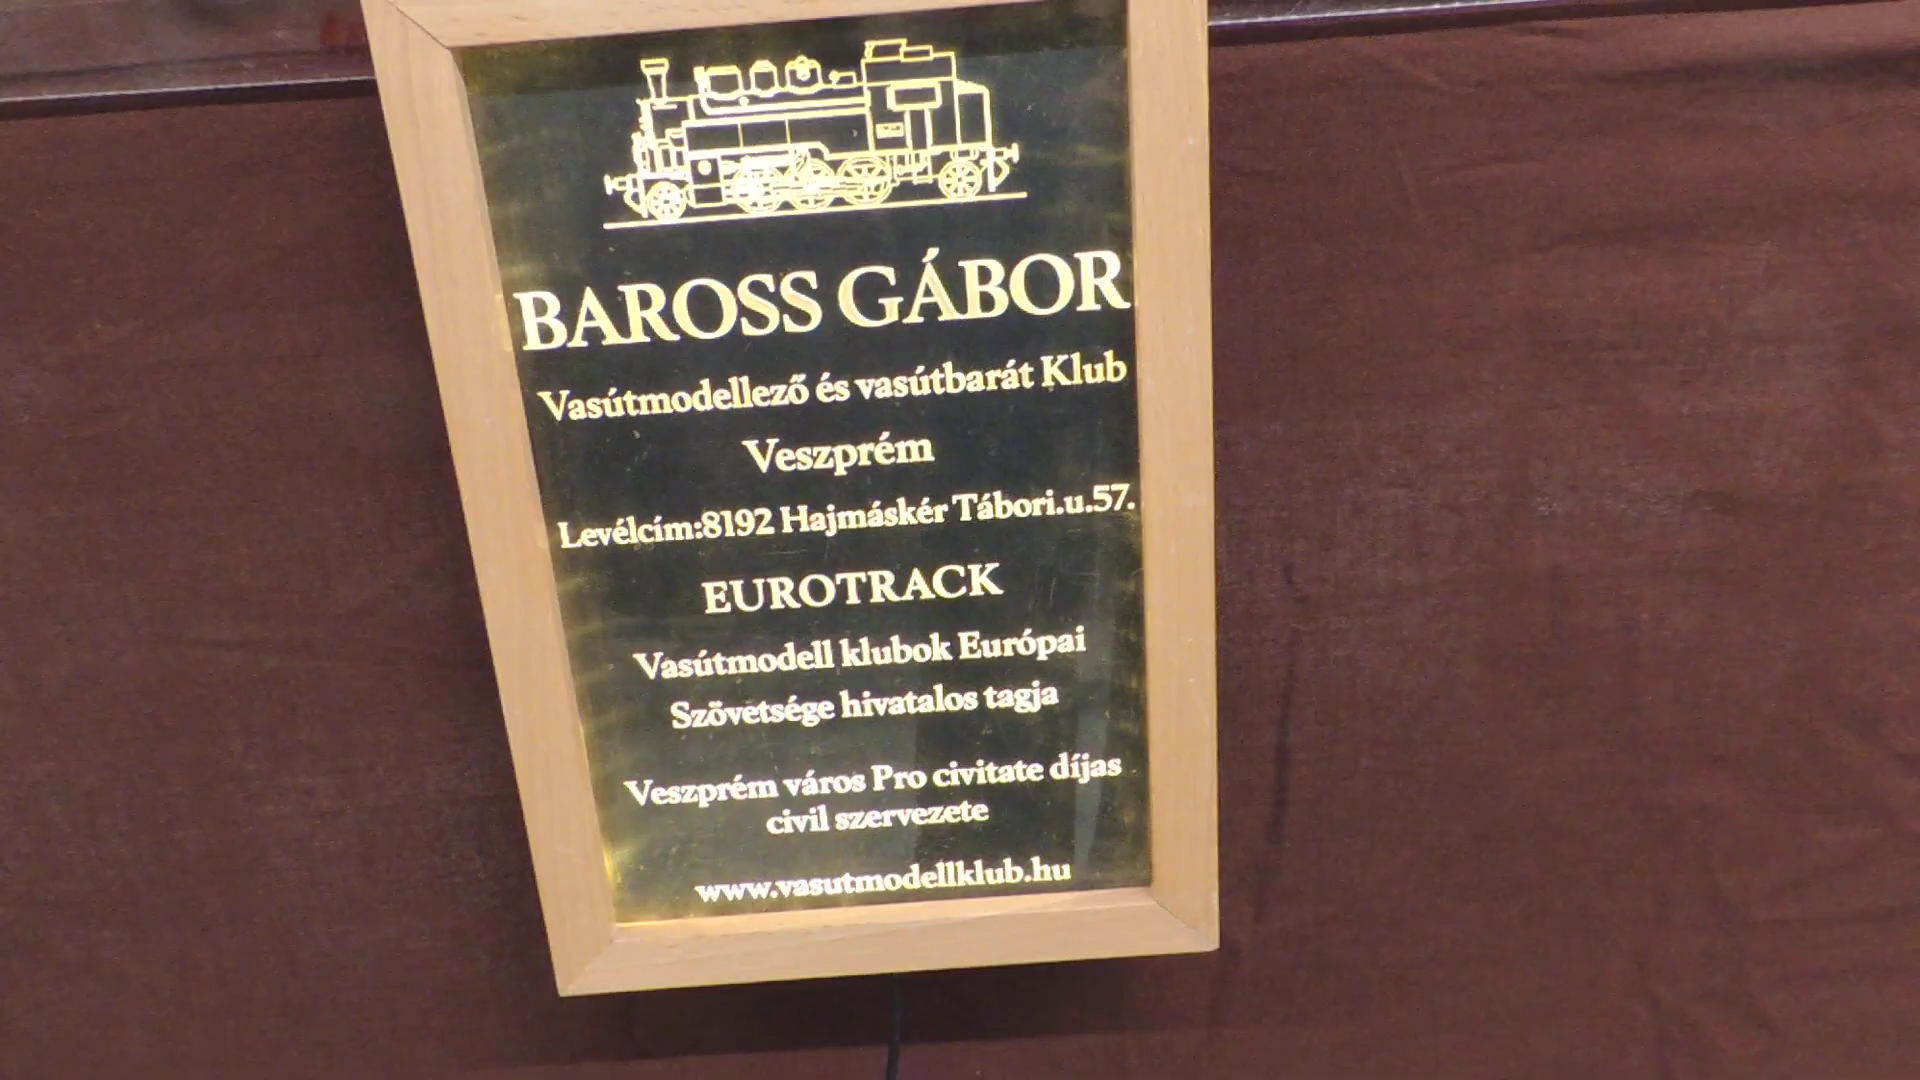 BAROSS GÁBOR
Vasútmodellező és vasútbarát Klub
Veszprém
Levélcím:8192 Hajmáskér Tábori.u.57.
EUROTRACK
Vasútmodell klubok Európai
Szövetsége hivatalos tagja
Veszprém város Pro civitate díjas
civil szervezete
www.vasutmodellklub.hu